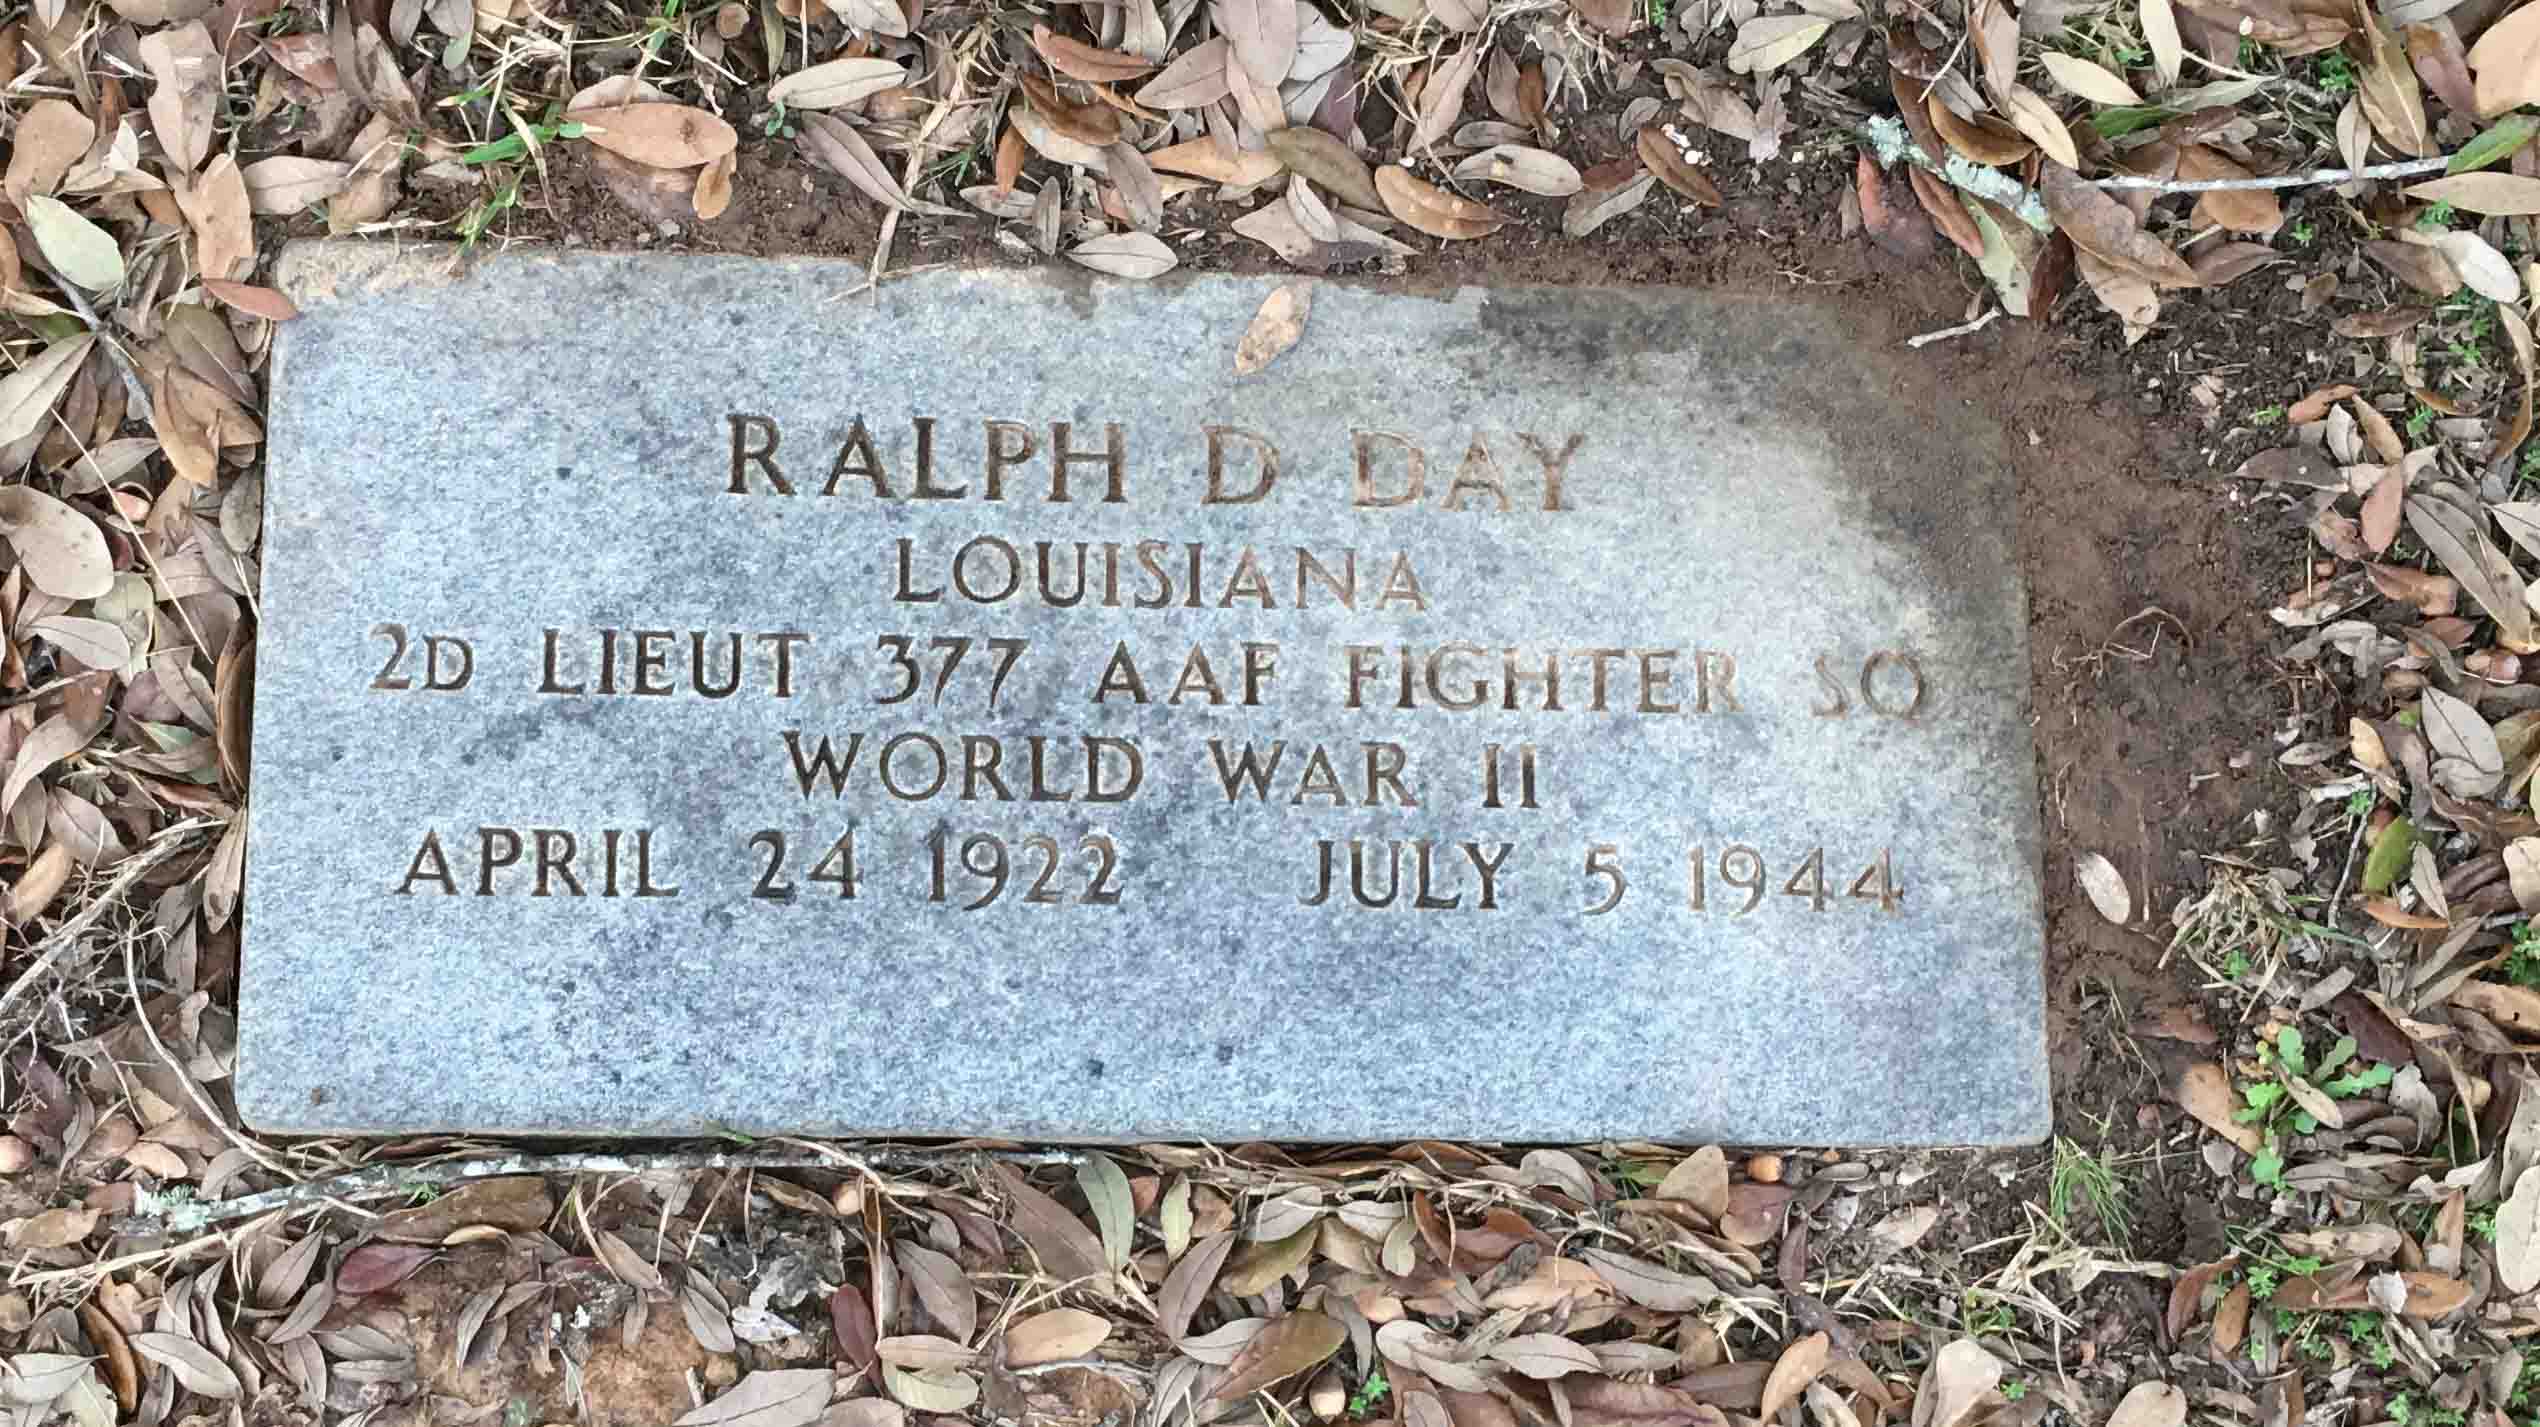 RALPH D DAY
LOUISIANA
2D LIEUT 377 AAF FIGHTER SQ
WORLD WAR II
APRIL 24 1922 JULY 5 1944